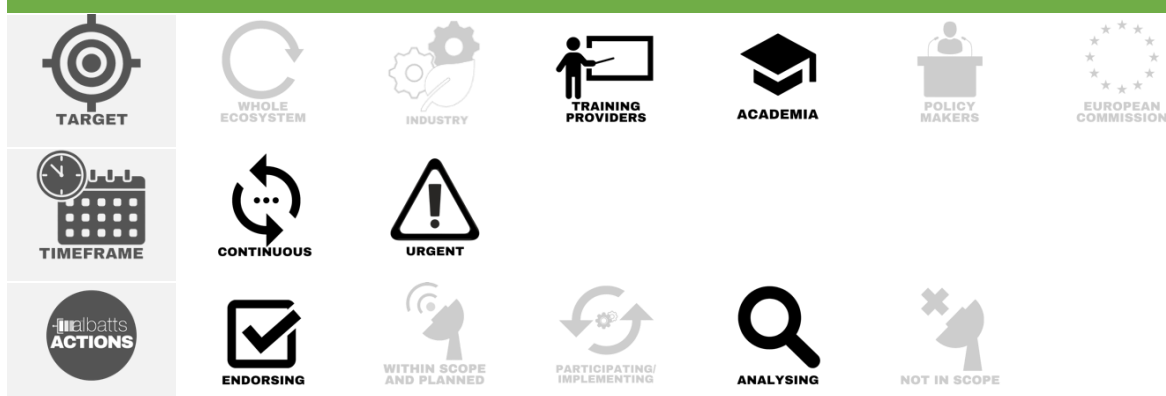 TARGET
WHOLE
ECOSYSTEM
INDUSTRY
TRAINING
PROVIDERS
ACADEMIA
POLICY
MAKERS
EUROPEAN
COMMISSION
TIMEFRAME
CONTINUOUS
URGENT
albatts
ACTIONS
ENDORSING
WITHIN SCOPE
AND PLANNED
PARTICIPATING/
IMPLEMENTING
ANALYSING
NOT IN SCOPE